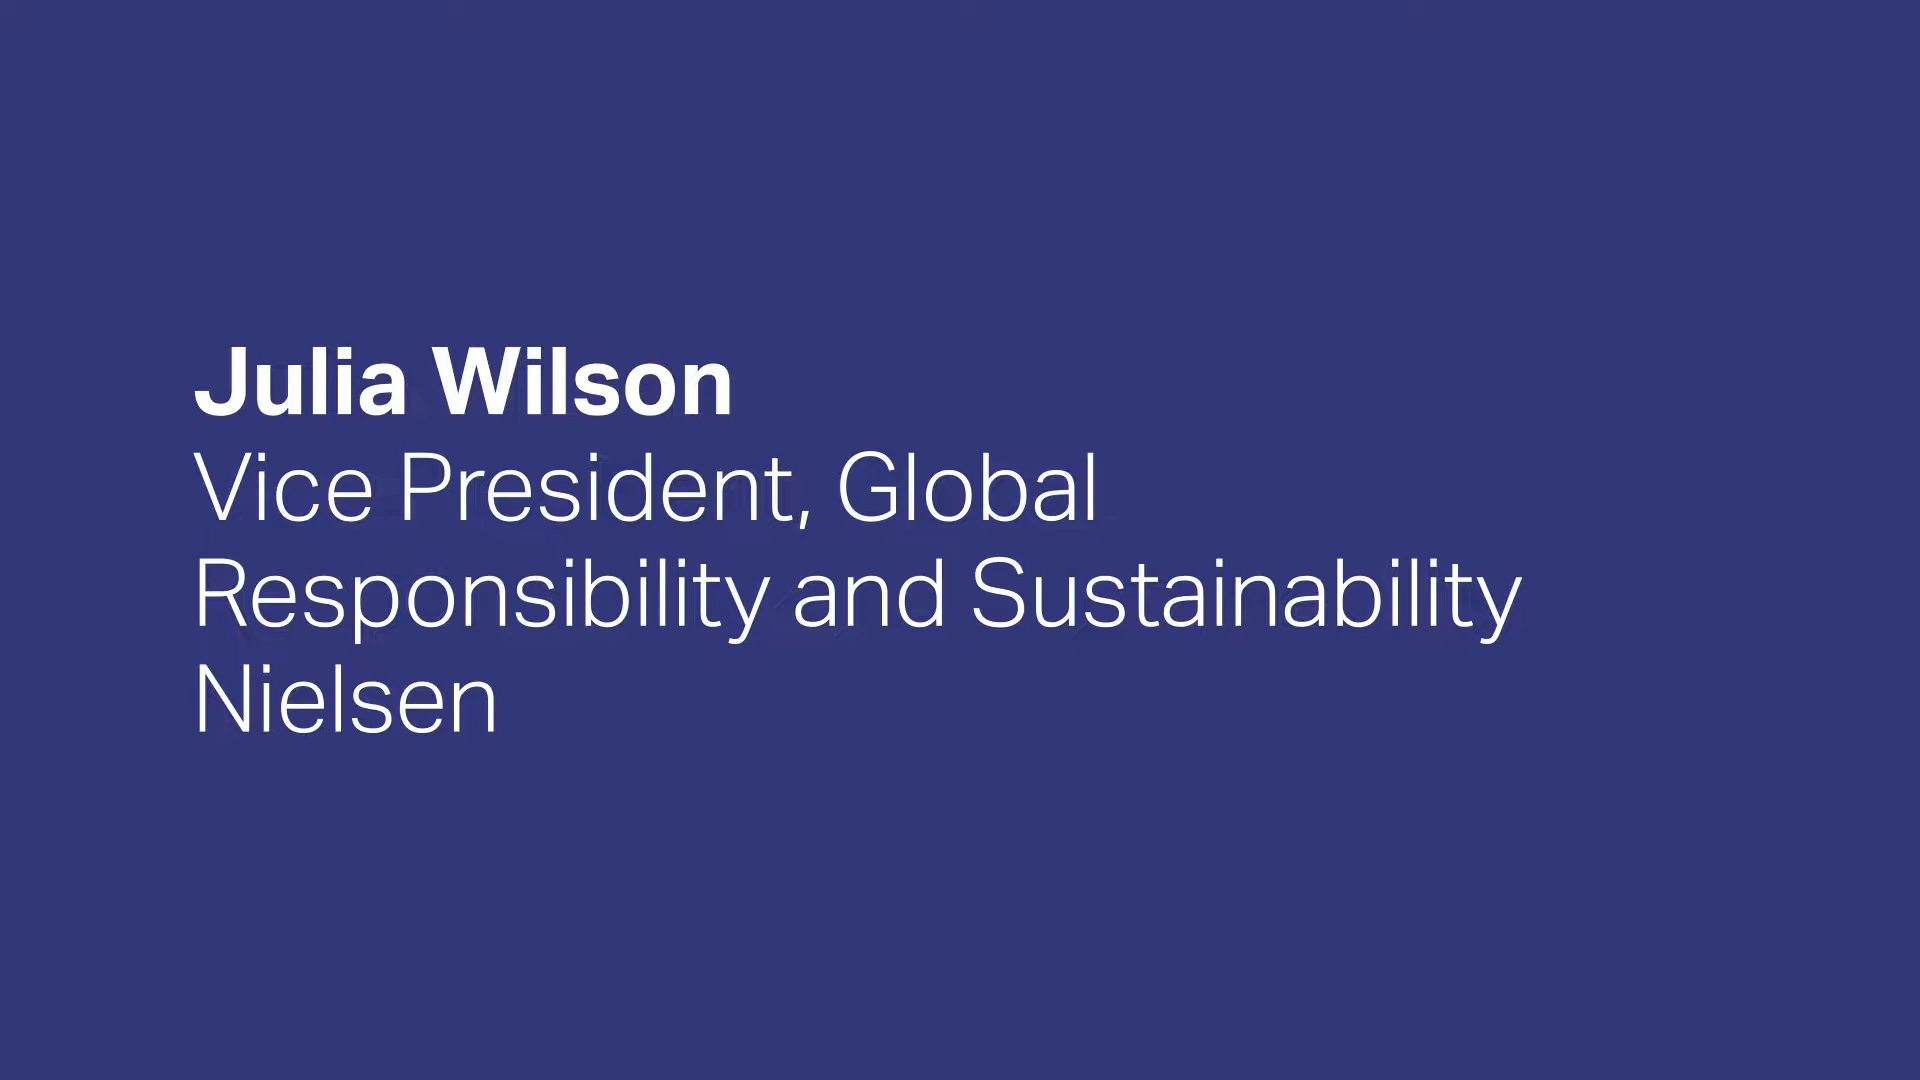 Julia Wilson
Vice President, Global
Responsibility and Sustainability
Nielsen